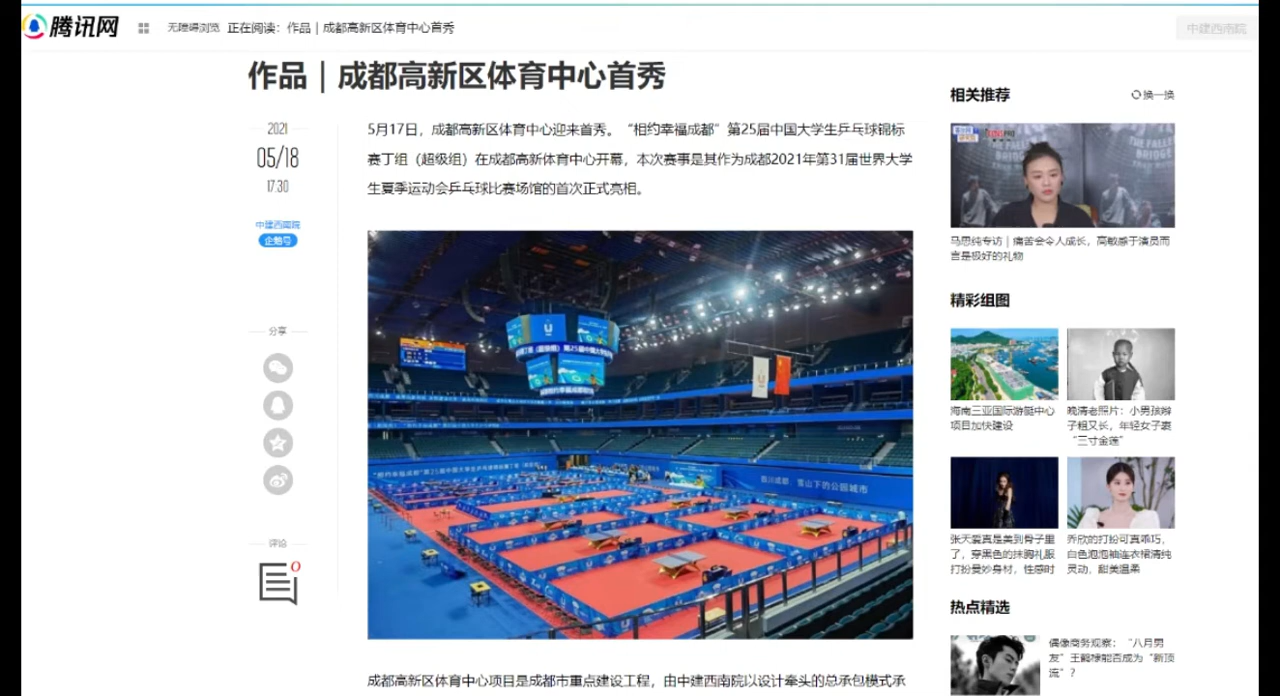 腾讯网
无障碍浏览 正在阅读：作品｜成都高新区体育中心首秀
中建西南院
作品｜成都高新区体育中心首秀
2021
05/18
17:30
中建西南院
企鹅号
分享
评论
0
5月17日，成都高新区体育中心迎来首秀。“相约幸福成都”第25届中国大学生乒乓球锦标
赛丁组（超级组）在成都高新体育中心开幕，本次赛事是其作为成都2021年第31届世界大学
生夏季运动会乒乓球比赛场馆的首次正式亮相。
雪山下的公园城市
成都高新区体育中心项目是成都市重点建设工程，由中建西南院以设计牵头的总承包模式承
相关推荐
换一换
THE FALLEN
BRIDGE
马思纯专访｜痛苦会令人成长，高敏感于演员而
言是极好的礼物
精彩组图
海南三亚国际游艇中心
项目加快建设
晚清老照片：小男孩辫
子粗又长，年轻女子裹
“三寸金莲”
张天爱真是美到骨子里
了，穿黑色的抹胸礼服
打扮曼妙身材，性感时
乔欣的打扮可真乖巧，
白色泡泡袖连衣裙清纯
灵动，甜美温柔
热点精选
偶像商务观察：“八月男
友”王鹤棣能否成为“新顶
流”？